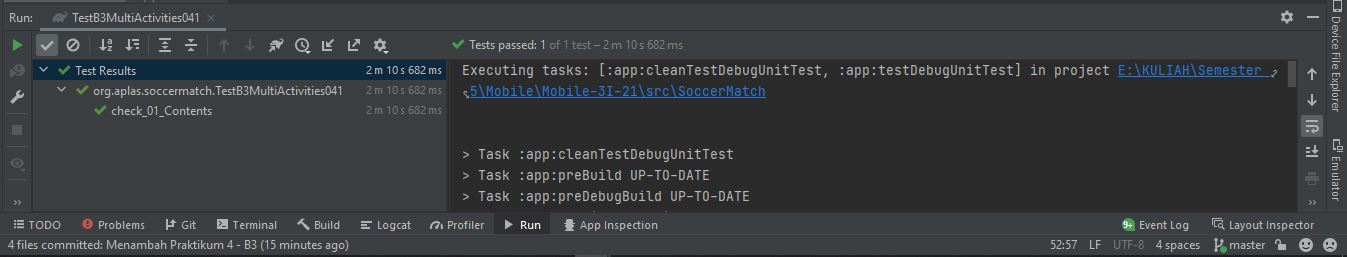 Run: TestB3MultiActivities041
Tests passed: 1 of 1 test – 2 m 10 s 682 ms
Test Results 2 m 10 s 682 ms
org.aplas.soccermatch.TestB3MultiActivities041 2 m 10 s 682 ms
check_01_Contents 2 m 10 s 682 ms
Executing tasks: [:app:cleanTestDebugUnitTest, :app:testDebugUnitTest] in project E:\KULIAH\Semester
5\Mobile\Mobile-3I-21\src\SoccerMatch
> Task :app:cleanTestDebugUnitTest
> Task :app:preBuild UP-TO-DATE
> Task :app:preDebugBuild UP-TO-DATE
Device File Explorer
Emulator
TODO Problems Git Terminal Build Logcat Profiler Run App Inspection 9+ Event Log Layout Inspector
4 files committed: Menambah Praktikum 4 - B3 (15 minutes ago) 52:57 LF UTF-8 4 spaces master